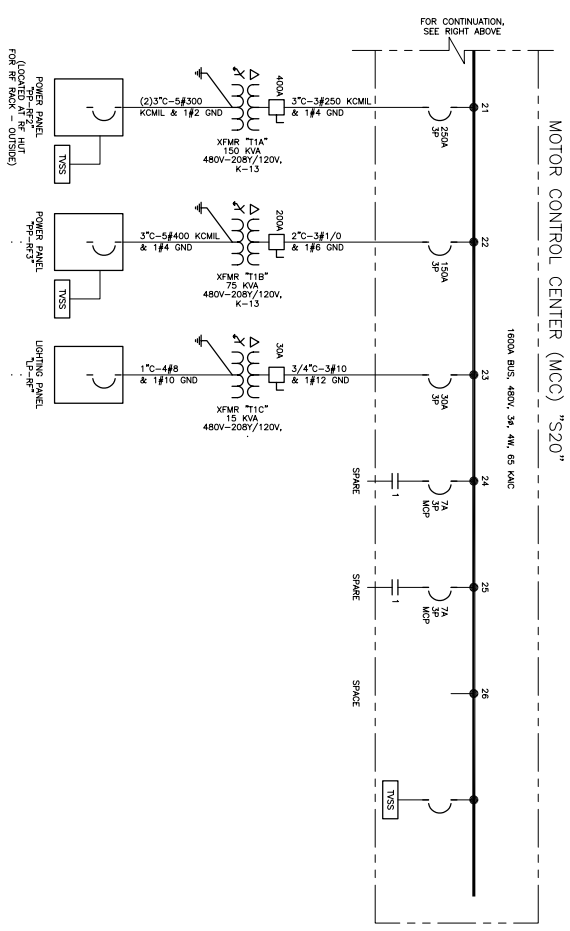 MOTOR CONTROL CENTER (MCC) "S20"
1600A BUS, 480V, 3ø, 4W, 65 KAIC
FOR CONTINUATION,
SEE RIGHT ABOVE
21
250A
3P
3"C-3#250 KCMIL
& 1#4 GND
400A
XFMR "T1A"
150 KVA
480V-208Y/120V,
K-13
(2)3"C-5#300
KCMIL & 1#2 GND
TVSS
POWER PANEL
"PP-RF2"
(LOCATED AT RF HUT
FOR RF RACK - OUTSIDE)
22
150A
3P
2"C-3#1/0
& 1#6 GND
200A
XFMR "T1B"
75 KVA
480V-208Y/120V,
K-13
3"C-5#400 KCMIL
& 1#4 GND
TVSS
POWER PANEL
"PP-RF3"
23
30A
3P
3/4"C-3#10
& 1#12 GND
30A
XFMR "T1C"
15 KVA
480V-208Y/120V,
1"C-4#8
& 1#10 GND
LIGHTING PANEL
"LP-RF"
24
7A
3P
MCP
1
SPARE
25
7A
3P
MCP
1
SPARE
26
SPACE
TVSS